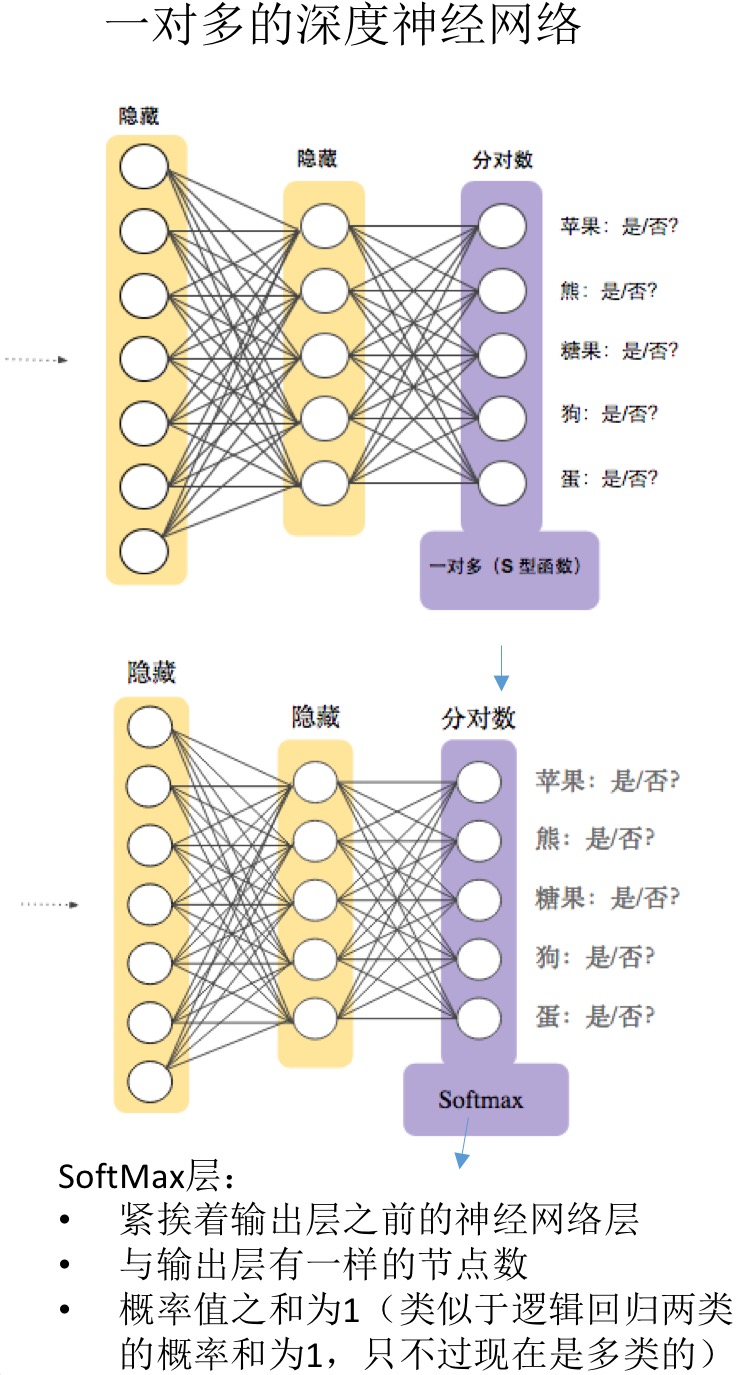 一对多的深度神经网络
隐藏
隐藏
分对数
苹果：是/否?
熊：是/否?
糖果：是/否?
狗：是/否?
蛋：是/否?
一对多（S 型函数）
隐藏
隐藏
分对数
苹果：是/否?
熊：是/否?
糖果：是/否?
狗：是/否?
蛋：是/否?
Softmax
SoftMax层：
• 紧挨着输出层之前的神经网络层
• 与输出层有一样的节点数
• 概率值之和为1（类似于逻辑回归两类
的概率和为1，只不过现在是多类的）